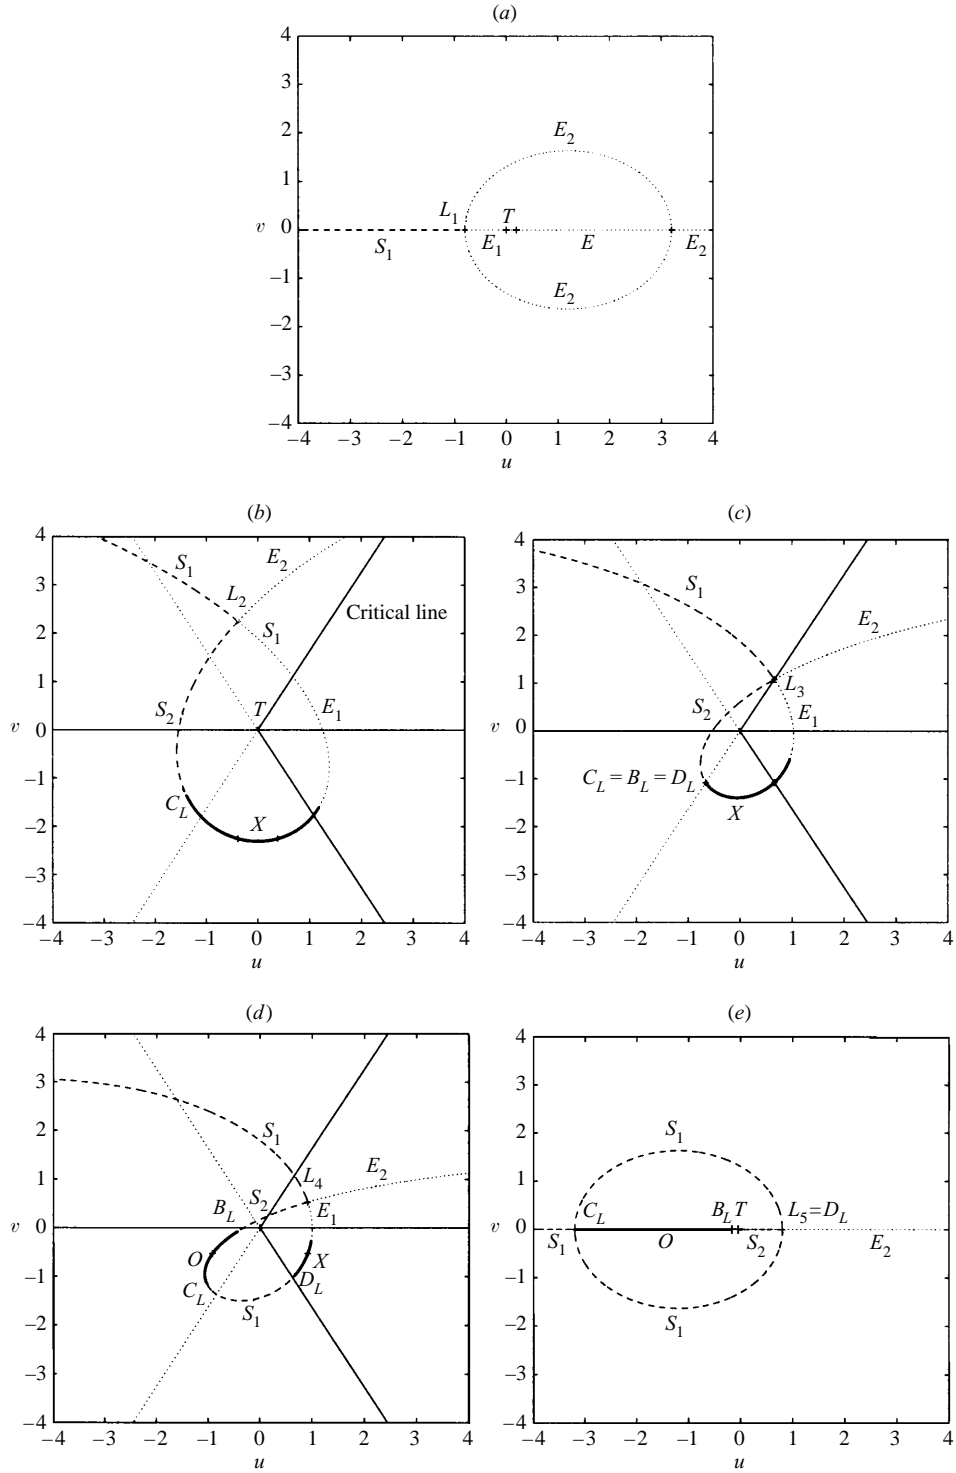 (a)
4
3
2
1
v 0
−1
−2
−3
−4
E2
L1 T
S1 E1 E E2
E2
−4 −3 −2 −1 0 1 2 3 4
u
(b)
4
3
2
1
v 0
−1
−2
−3
−4
S1 E2
L2
Critical line
S1
S2 T E1
CL X
−4 −3 −2 −1 0 1 2 3 4
u
(c)
4
3
2
1
v 0
−1
−2
−3
−4
S1
E2
L3
S2 E1
CL = BL = DL
X
−4 −3 −2 −1 0 1 2 3 4
u
(d)
4
3
2
1
v 0
−1
−2
−3
−4
S1
L4 E2
BL S2 E1
O X
CL DL
S1
−4 −3 −2 −1 0 1 2 3 4
u
(e)
4
3
2
1
v 0
−1
−2
−3
−4
S1
CL BL T L5=DL
S1 O S2 E2
S1
−4 −3 −2 −1 0 1 2 3 4
u